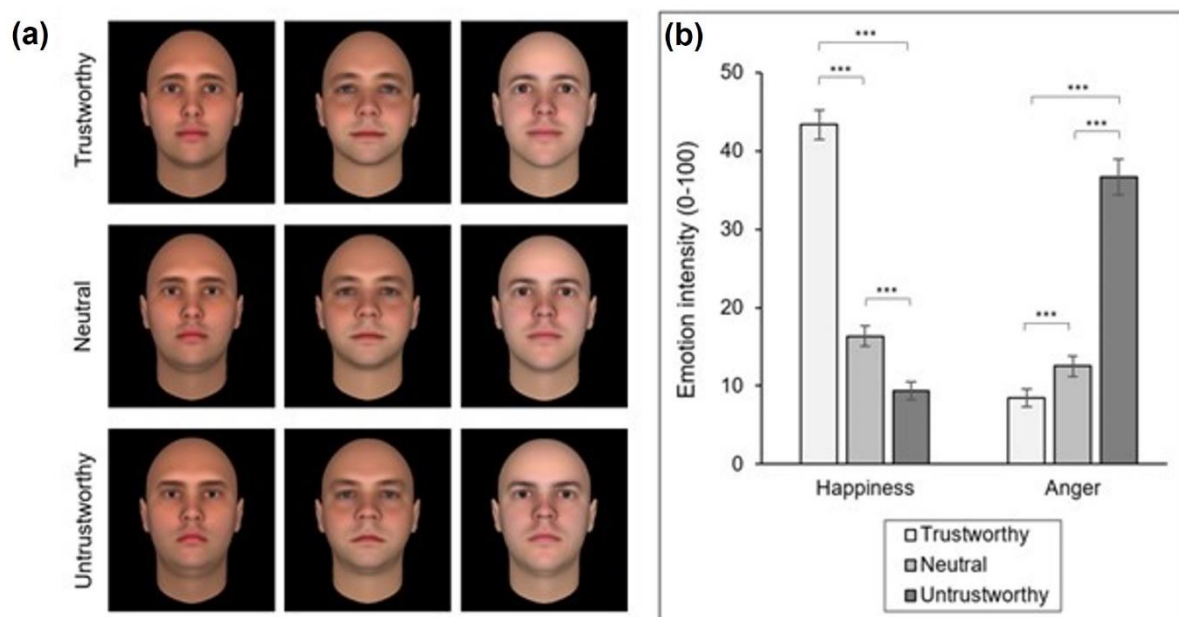 (a)
Trustworthy
Neutral
Untrustworthy
(b)
Emotion intensity (0-100)
50
40
30
20
10
0
***
***
***
***
***
***
Happiness
Anger
Trustworthy
Neutral
Untrustworthy